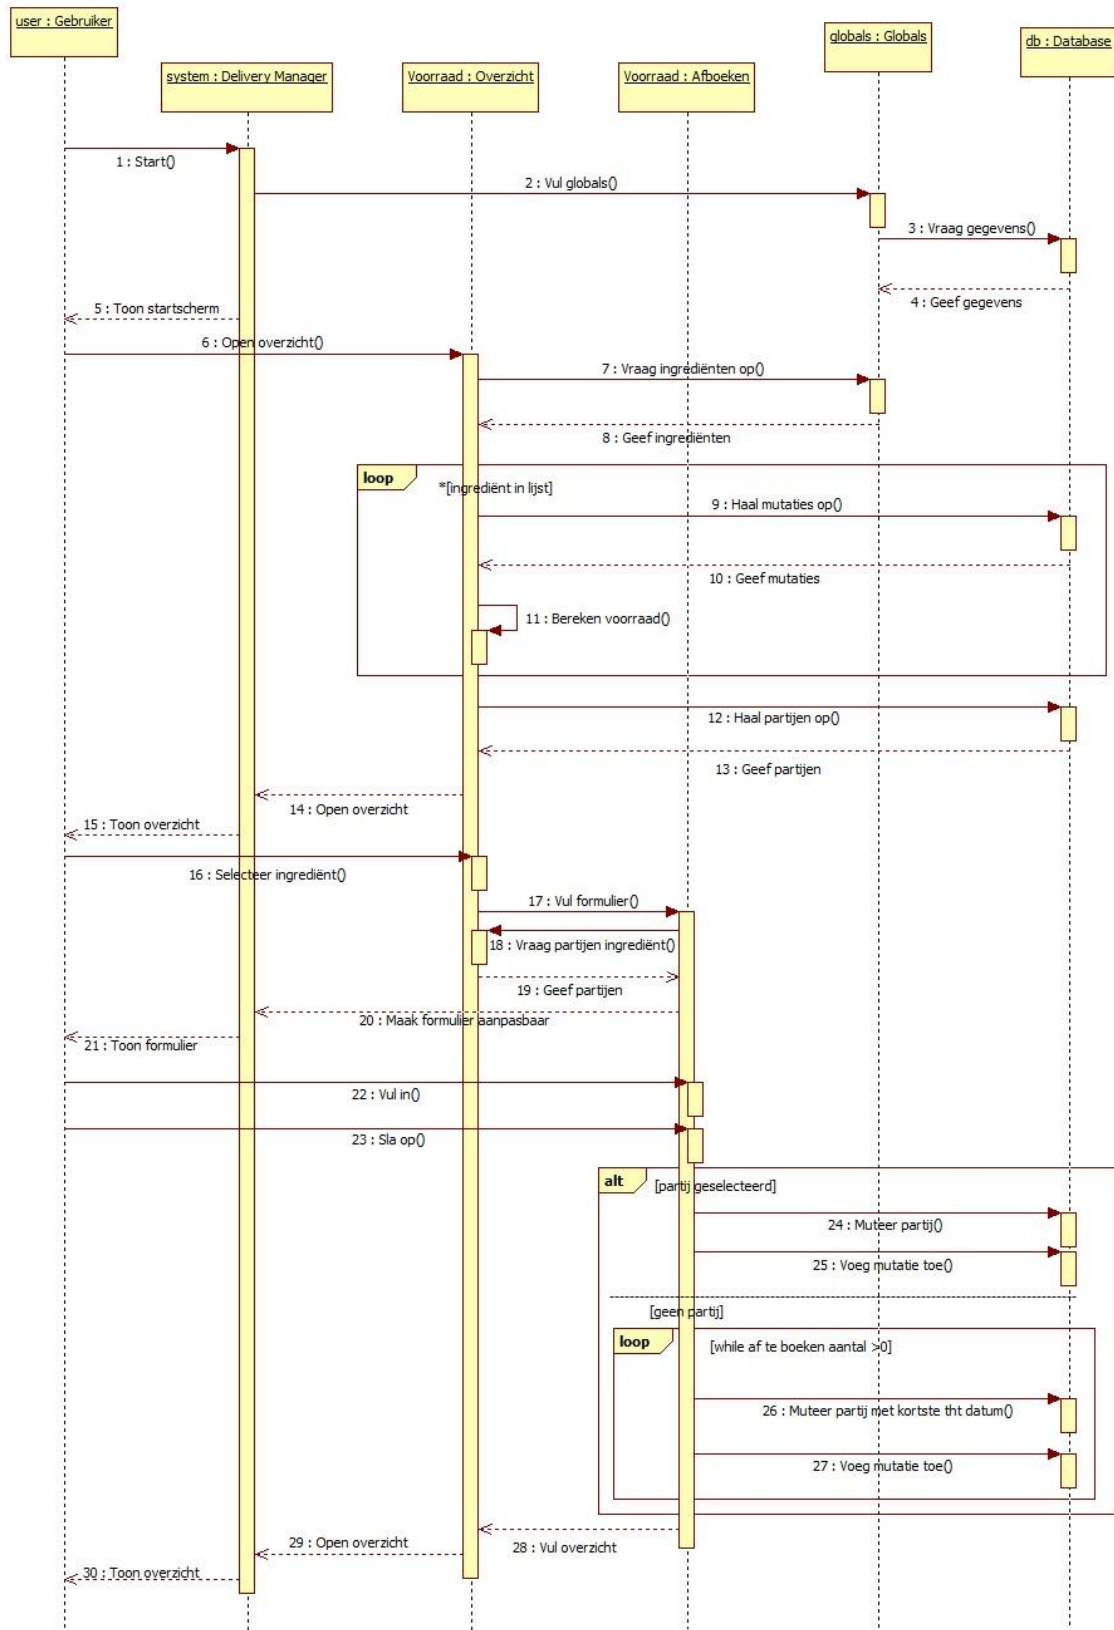 user : Gebruiker
system : Delivery Manager
Voorraad : Overzicht
Voorraad : Afboeken
globals : Globals
db : Database
1 : Start()
2 : Vul globals()
3 : Vraag gegevens()
4 : Geef gegevens
5 : Toon startscherm
6 : Open overzicht()
7 : Vraag ingrediënten op()
8 : Geef ingrediënten
loop
*[ingrediënt in lijst]
9 : Haal mutaties op()
10 : Geef mutaties
11 : Bereken voorraad()
12 : Haal partijen op()
13 : Geef partijen
14 : Open overzicht
15 : Toon overzicht
16 : Selecteer ingrediënt()
17 : Vul formulier()
18 : Vraag partijen ingrediënt()
19 : Geef partijen
20 : Maak formulier aanpasbaar
21 : Toon formulier
22 : Vul in()
23 : Sla op()
alt
[partij geselecteerd]
24 : Muteer partij()
25 : Voeg mutatie toe()
[geen partij]
loop
[while af te boeken aantal >0]
26 : Muteer partij met kortste tht datum()
27 : Voeg mutatie toe()
28 : Vul overzicht
29 : Open overzicht
30 : Toon overzicht